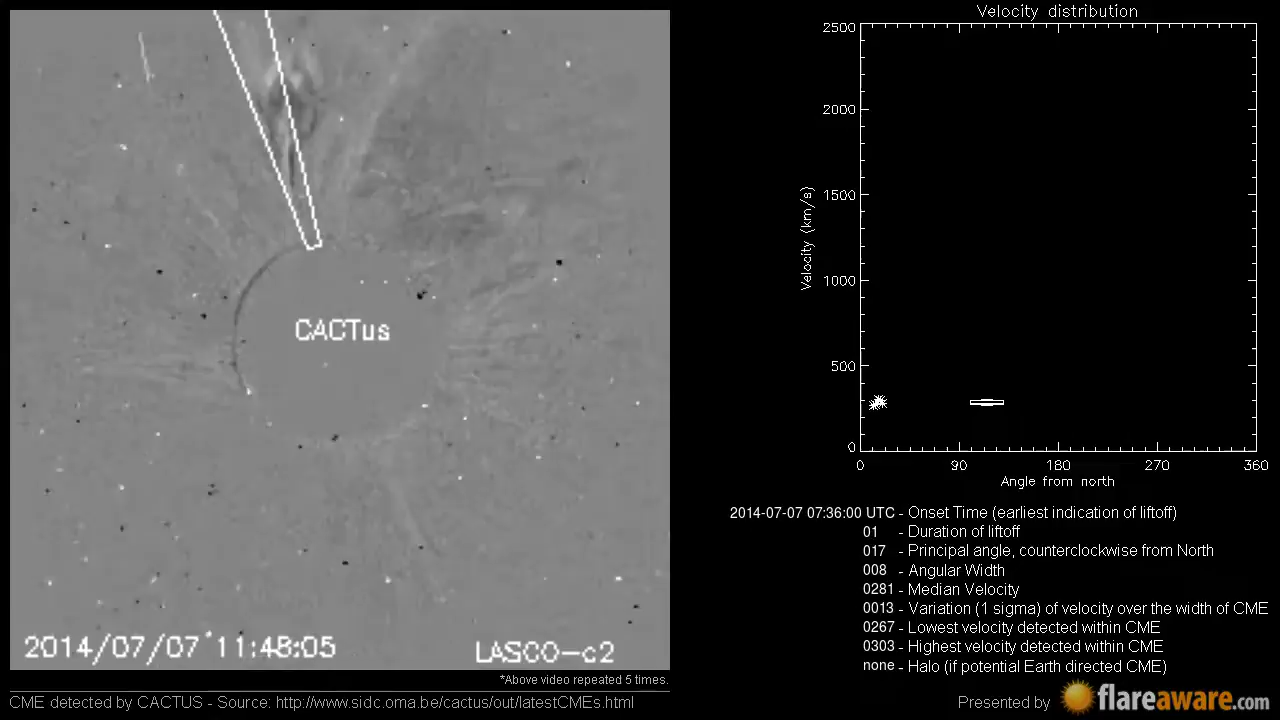 CACTus
2014/07/07 11:48:05
LASCO-c2
*Above video repeated 5 times.
CME detected by CACTUS - Source: http://www.sidc.oma.be/cactus/out/latestCMEs.html
Velocity distribution
2500
2000
1500
1000
500
0
Velocity (km/s)
0 90 180 270 360
Angle from north
2014-07-07 07:36:00 UTC - Onset Time (earliest indication of liftoff)
01 - Duration of liftoff
017 - Principal angle, counterclockwise from North
008 - Angular Width
0281 - Median Velocity
0013 - Variation (1 sigma) of velocity over the width of CME
0267 - Lowest velocity detected within CME
0303 - Highest velocity detected within CME
none - Halo (if potential Earth directed CME)
Presented by flareaware.com